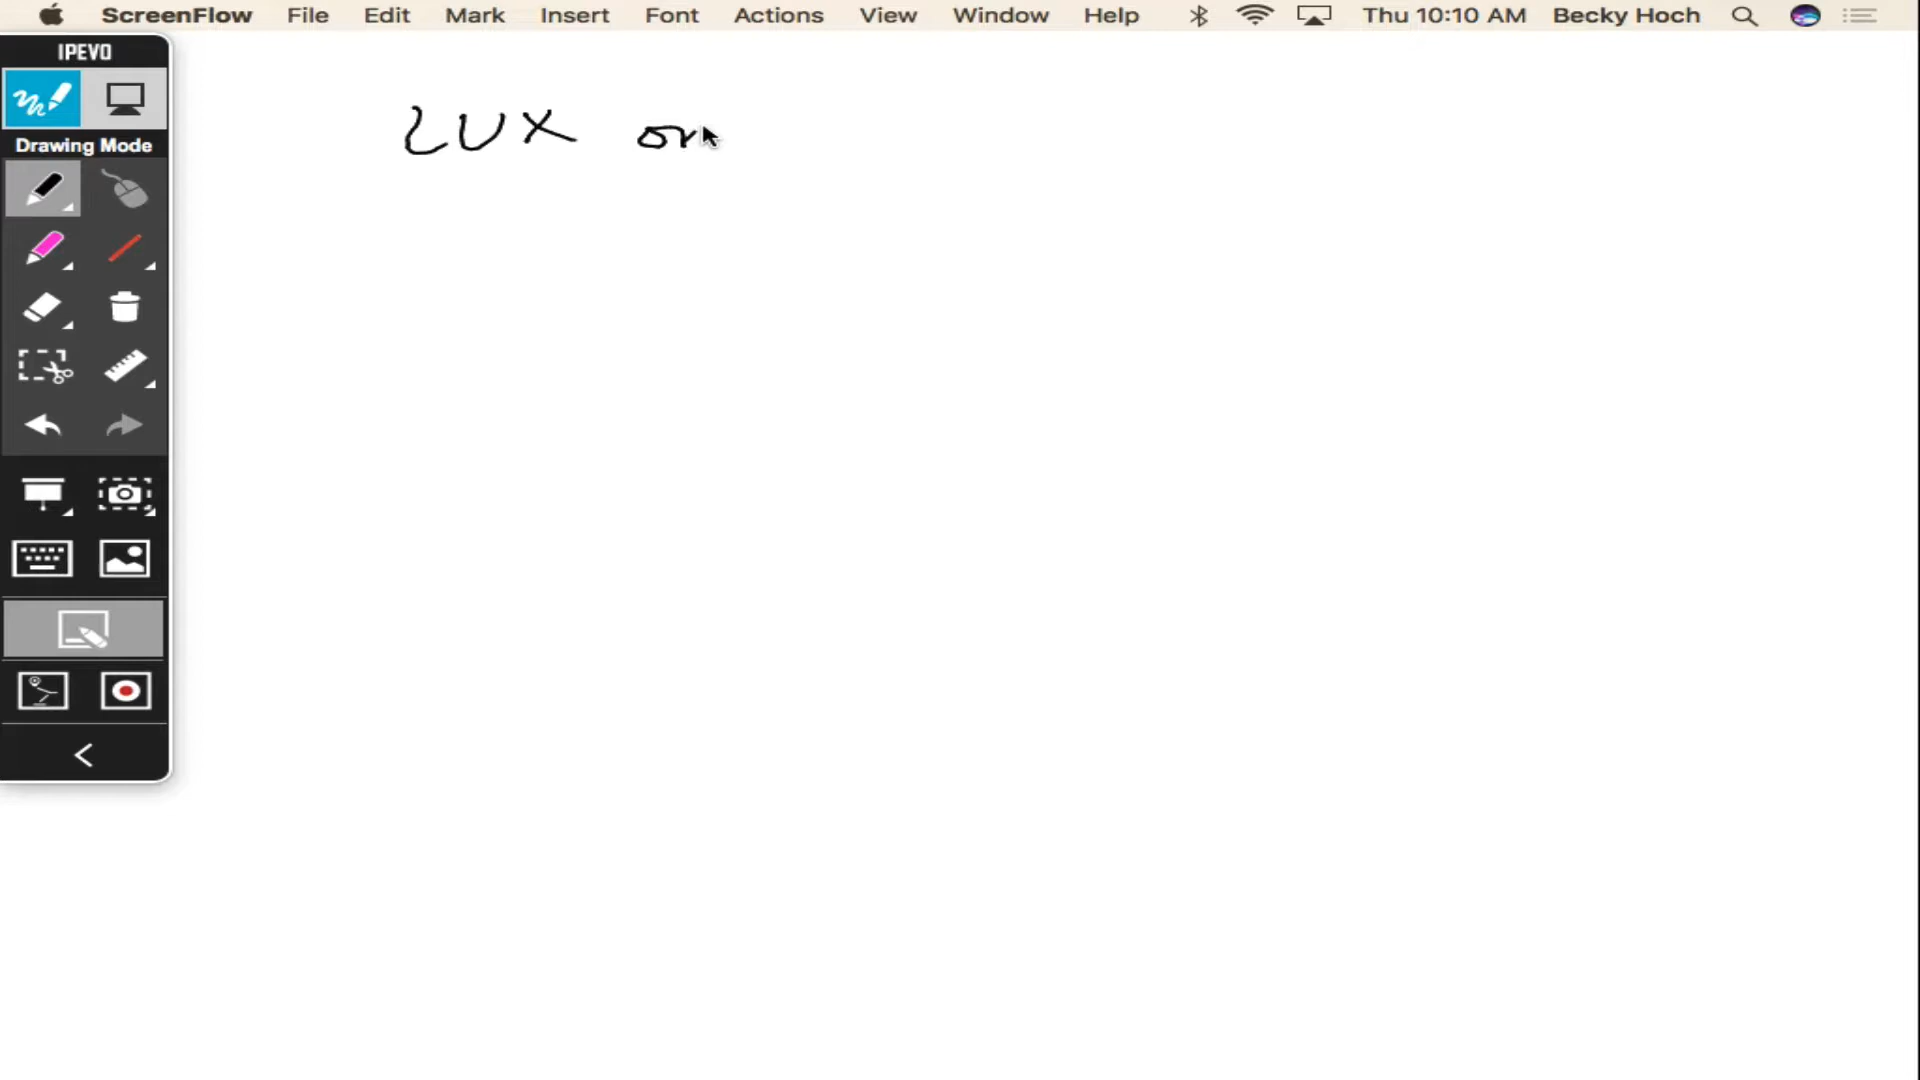 ScreenFlow File Edit Mark Insert Font Actions View Window Help Thu 10:10 AM Becky Hoch
IPEVO
Drawing Mode
LUX or